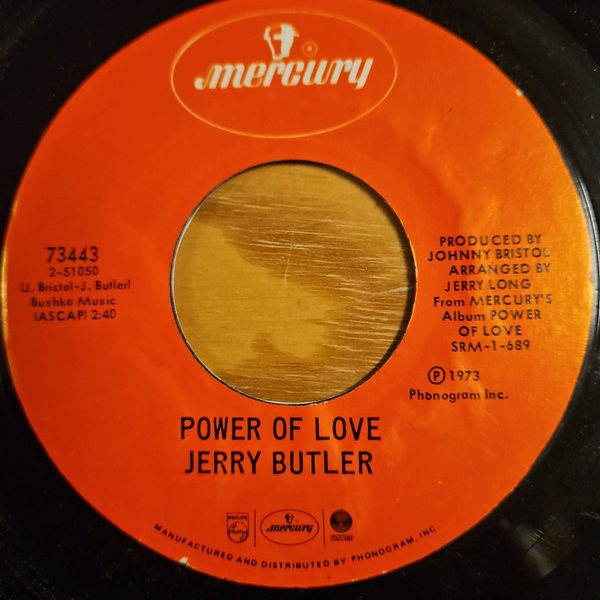 mercury
73443
2-51050
(J. Bristol-J. Butler)
Bushka Music
(ASCAP) 2:40
PRODUCED BY
JOHNNY BRISTOL
ARRANGED BY
JERRY LONG
From MERCURY'S
Album POWER
OF LOVE
SRM-1-689
Ⓟ 1973
Phonogram Inc.
POWER OF LOVE
JERRY BUTLER
PHILIPS
mercury
MANUFACTURED AND DISTRIBUTED BY PHONOGRAM, INC.